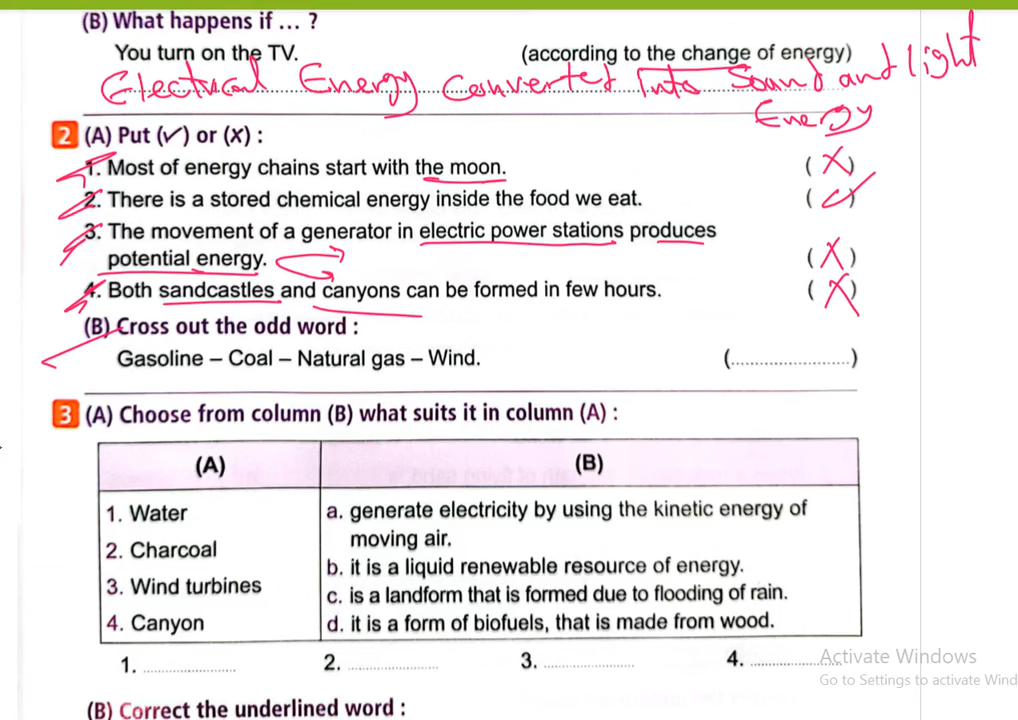 (B) What happens if ... ?
You turn on the TV. (according to the change of energy)
Electrical Energy Converted Into Sound and light
Energy
2 (A) Put (✓) or (X) :
1. Most of energy chains start with the moon. (X)
2. There is a stored chemical energy inside the food we eat. (✓)
3. The movement of a generator in electric power stations produces
potential energy. (X)
4. Both sandcastles and canyons can be formed in few hours. (X)
(B) Cross out the odd word :
Gasoline – Coal – Natural gas – Wind. (........................)
3 (A) Choose from column (B) what suits it in column (A) :
(A) (B)
1. Water a. generate electricity by using the kinetic energy of
moving air.
2. Charcoal b. it is a liquid renewable resource of energy.
3. Wind turbines c. is a landform that is formed due to flooding of rain.
4. Canyon d. it is a form of biofuels, that is made from wood.
1. .................... 2. .................... 3. .................... 4. ....................
Activate Windows
Go to Settings to activate Wind
(B) Correct the underlined word :